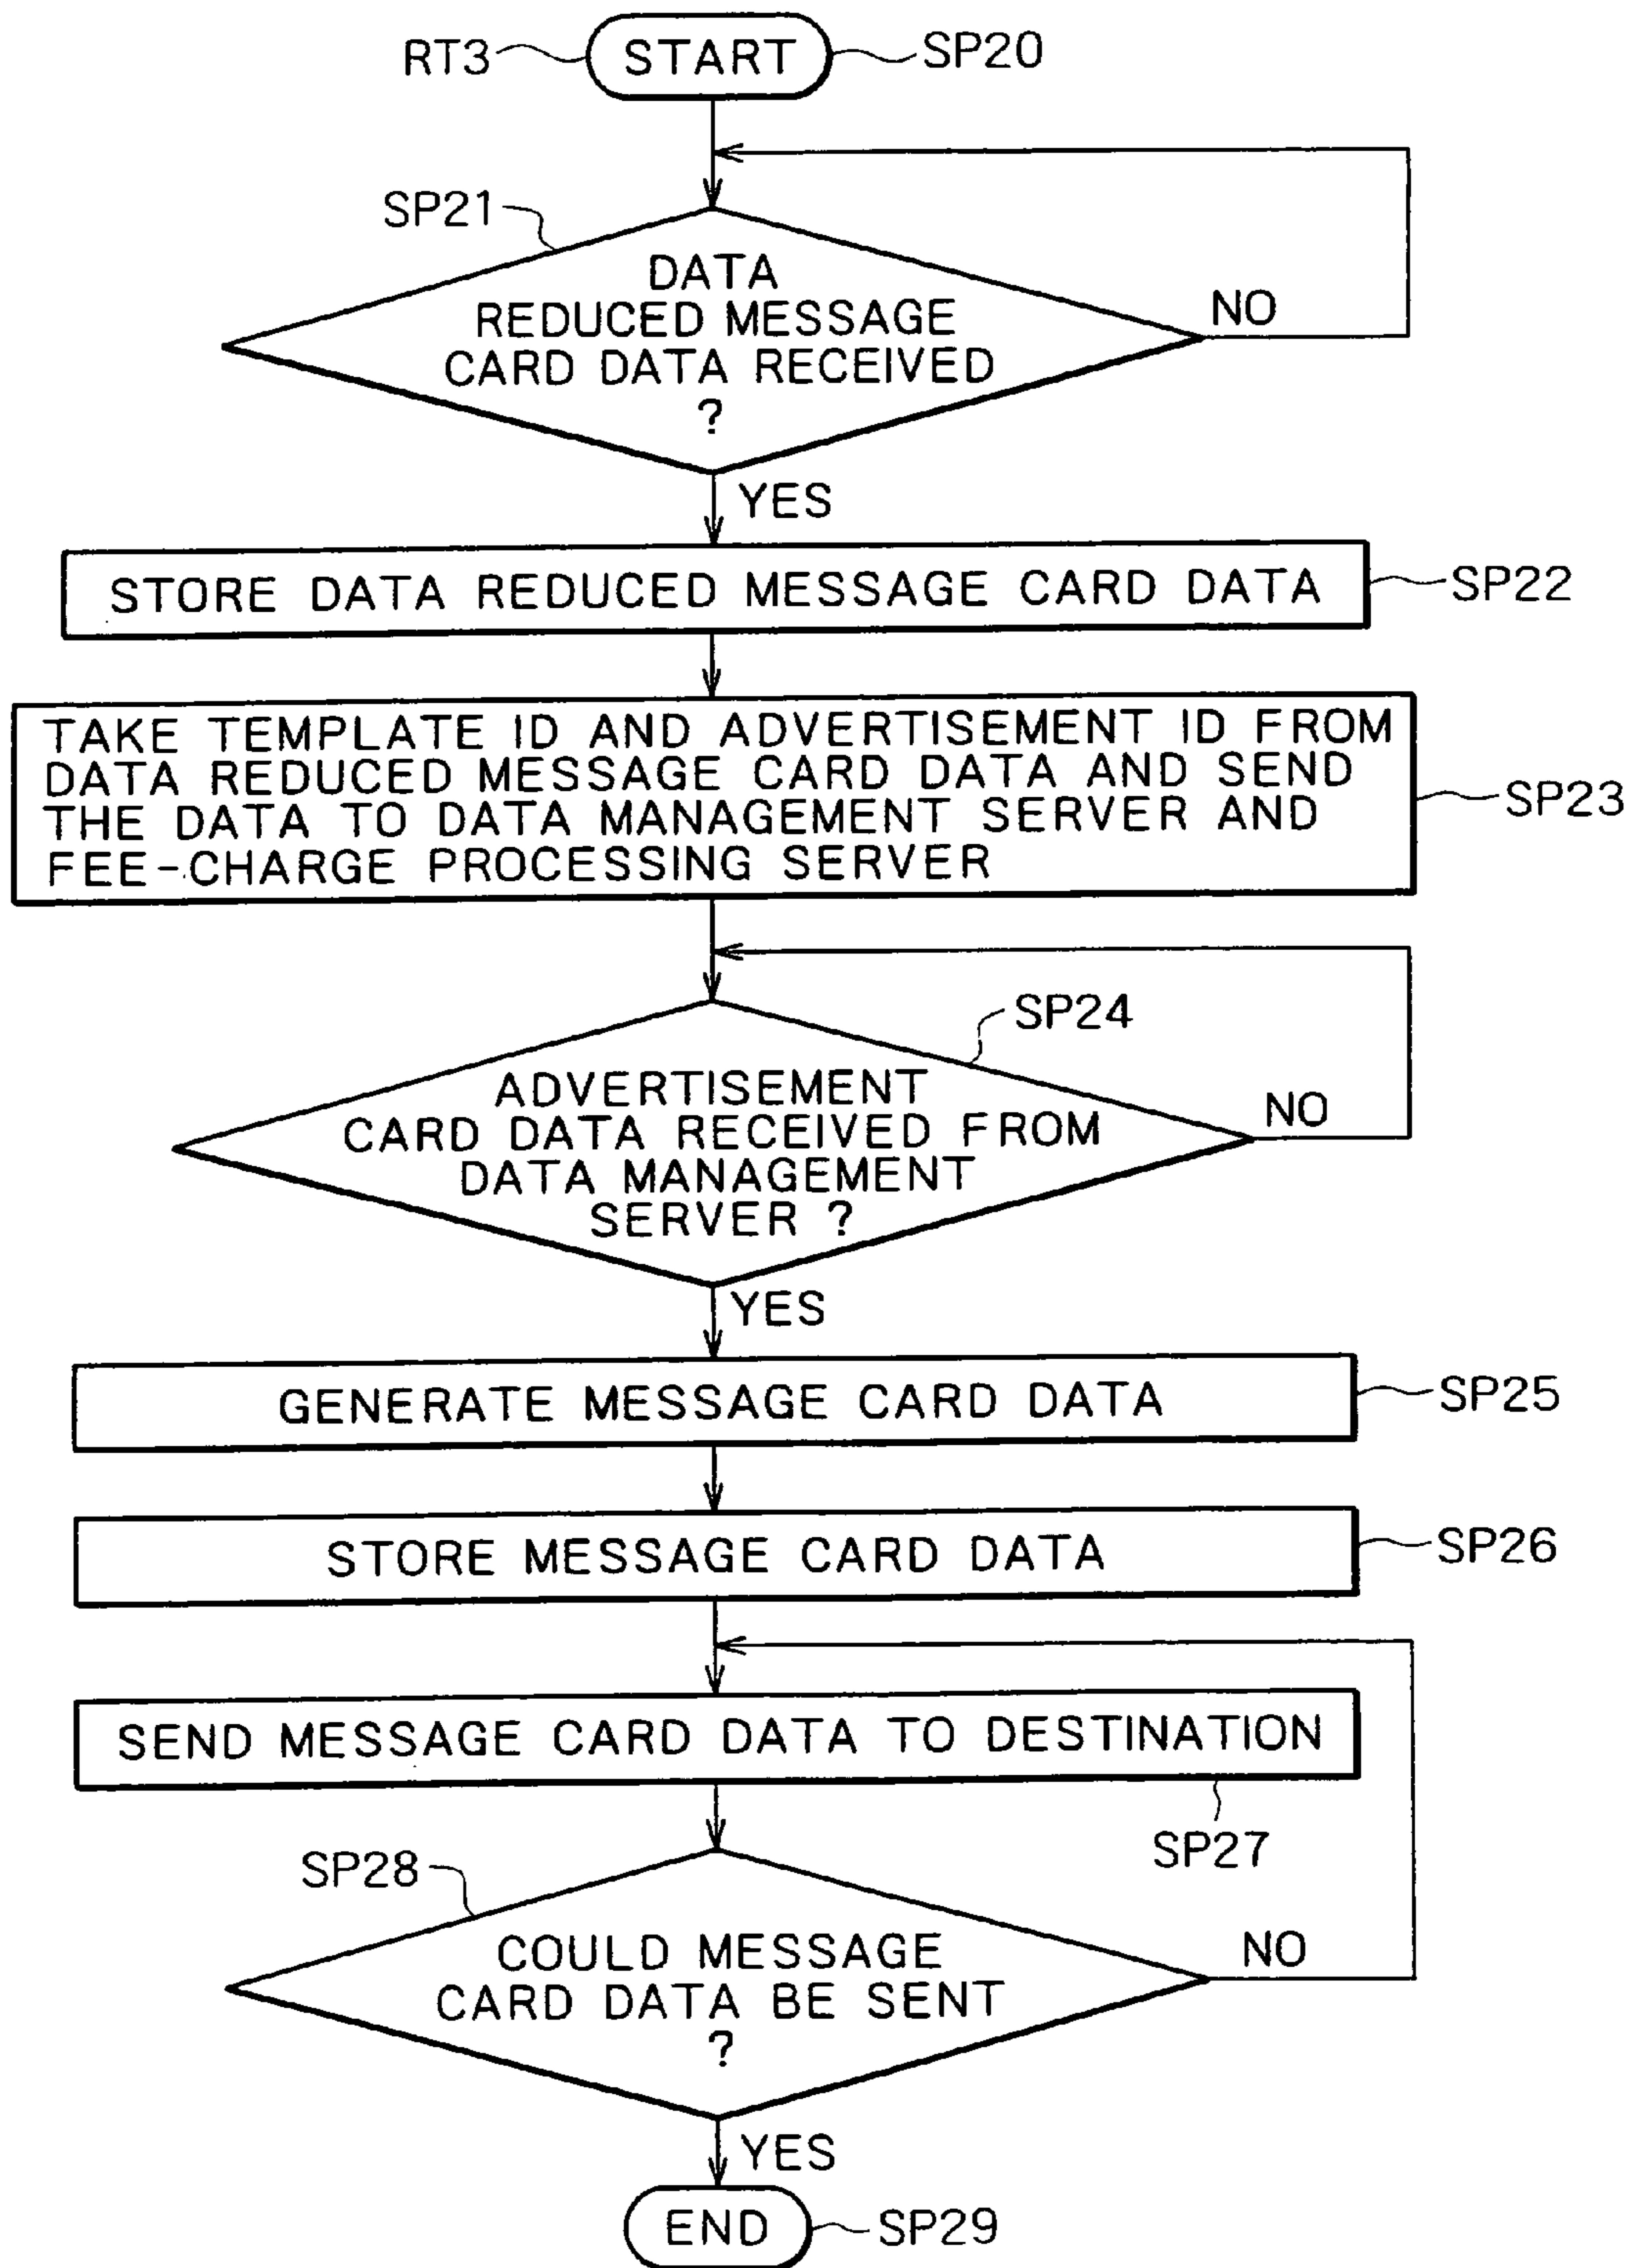 RT3
START
SP20
SP21
DATA
REDUCED MESSAGE
CARD DATA RECEIVED
?
NO
YES
STORE DATA REDUCED MESSAGE CARD DATA
SP22
TAKE TEMPLATE ID AND ADVERTISEMENT ID FROM
DATA REDUCED MESSAGE CARD DATA AND SEND
THE DATA TO DATA MANAGEMENT SERVER AND
FEE-CHARGE PROCESSING SERVER
SP23
SP24
ADVERTISEMENT
CARD DATA RECEIVED FROM
DATA MANAGEMENT
SERVER ?
NO
YES
GENERATE MESSAGE CARD DATA
SP25
STORE MESSAGE CARD DATA
SP26
SEND MESSAGE CARD DATA TO DESTINATION
SP27
SP28
COULD MESSAGE
CARD DATA BE SENT
?
NO
YES
END
SP29